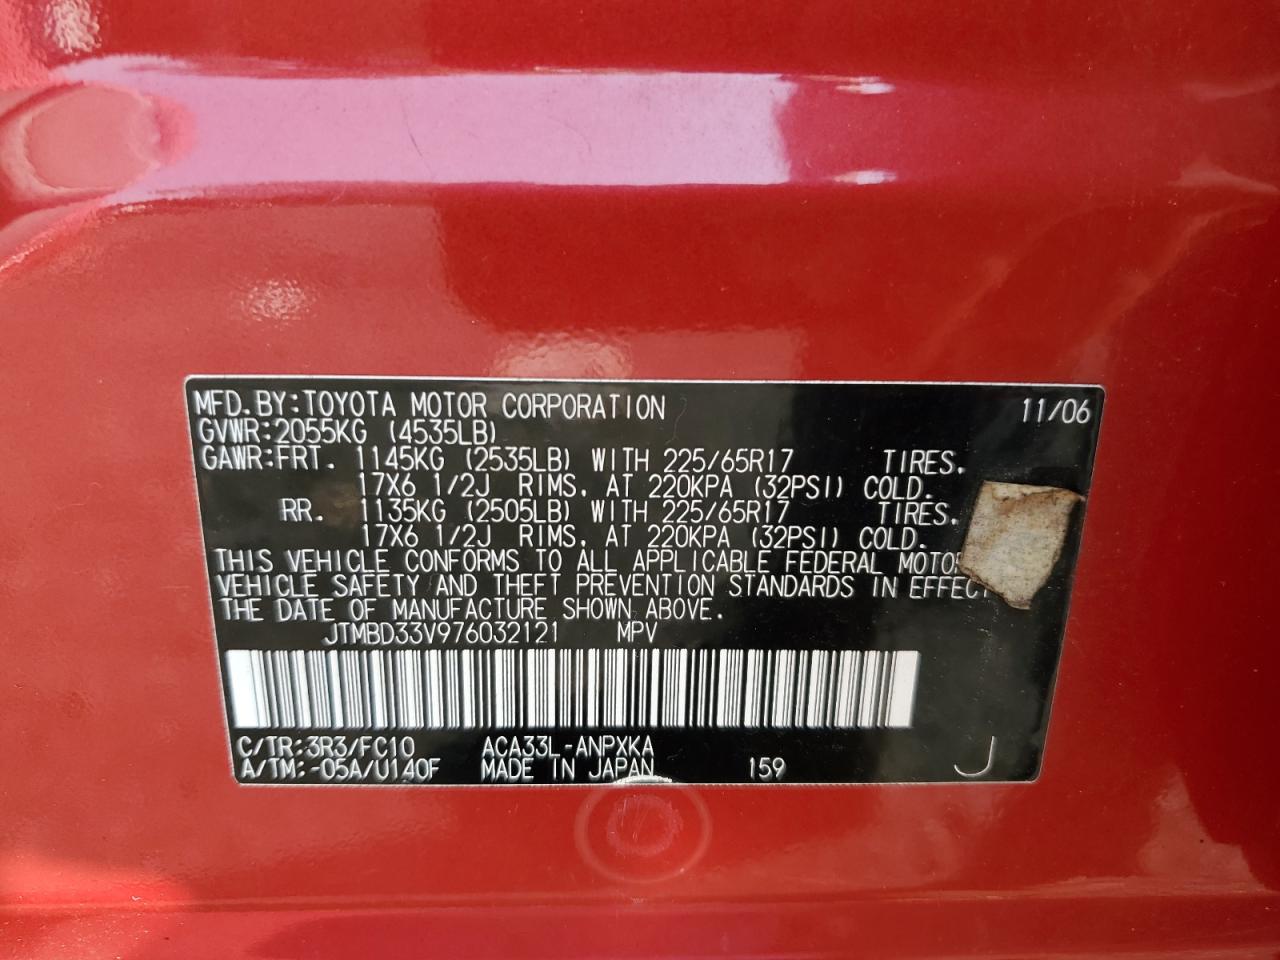 MFD.BY:TOYOTA MOTOR CORPORATION 11/06
GVWR:2055KG (4535LB)
GAWR:FRT. 1145KG (2535LB) WITH 225/65R17 TIRES.
17X6 1/2J RIMS, AT 220KPA (32PSI) COLD.
RR. 1135KG (2505LB) WITH 225/65R17 TIRES.
17X6 1/2J RIMS, AT 220KPA (32PSI) COLD.
THIS VEHICLE CONFORMS TO ALL APPLICABLE FEDERAL MOTOR
VEHICLE SAFETY AND THEFT PREVENTION STANDARDS IN EFFECT
THE DATE OF MANUFACTURE SHOWN ABOVE.
JTMBD33V976032121 MPV
C/TR:3R3/FC10 ACA33L-ANPXKA
A/TM:-05A/U140F MADE IN JAPAN 159 J